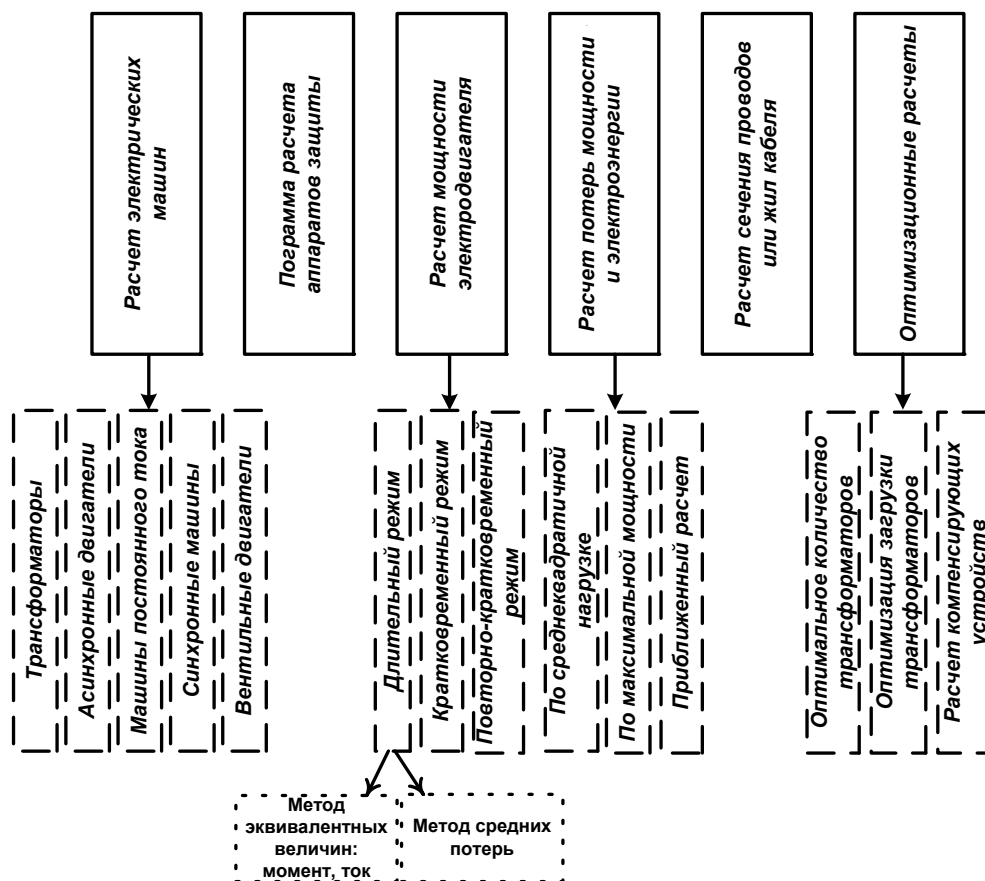 Расчет электрических
машин
Пограмма расчета
аппаратов защиты
Расчет мощности
электродвигателя
Расчет потерь мощности
и электроэнергии
Расчет сечения проводов
или жил кабеля
Оптимизационные расчеты
Трансформаторы
Асинхронные двигатели
Машины постоянного тока
Синхронные машины
Вентильные двигатели
Длительный режим
Кратковременный режим
Повторно-кратковременный
режим
По среднеквадратичной
нагрузке
По максимальной мощности
Приближенный расчет
Оптимальное количество
трансформаторов
Оптимизация загрузки
трансформаторов
Расчет компенсирующих
устройств
Метод
эквивалентных
величин:
момент, ток
Метод средних
потерь